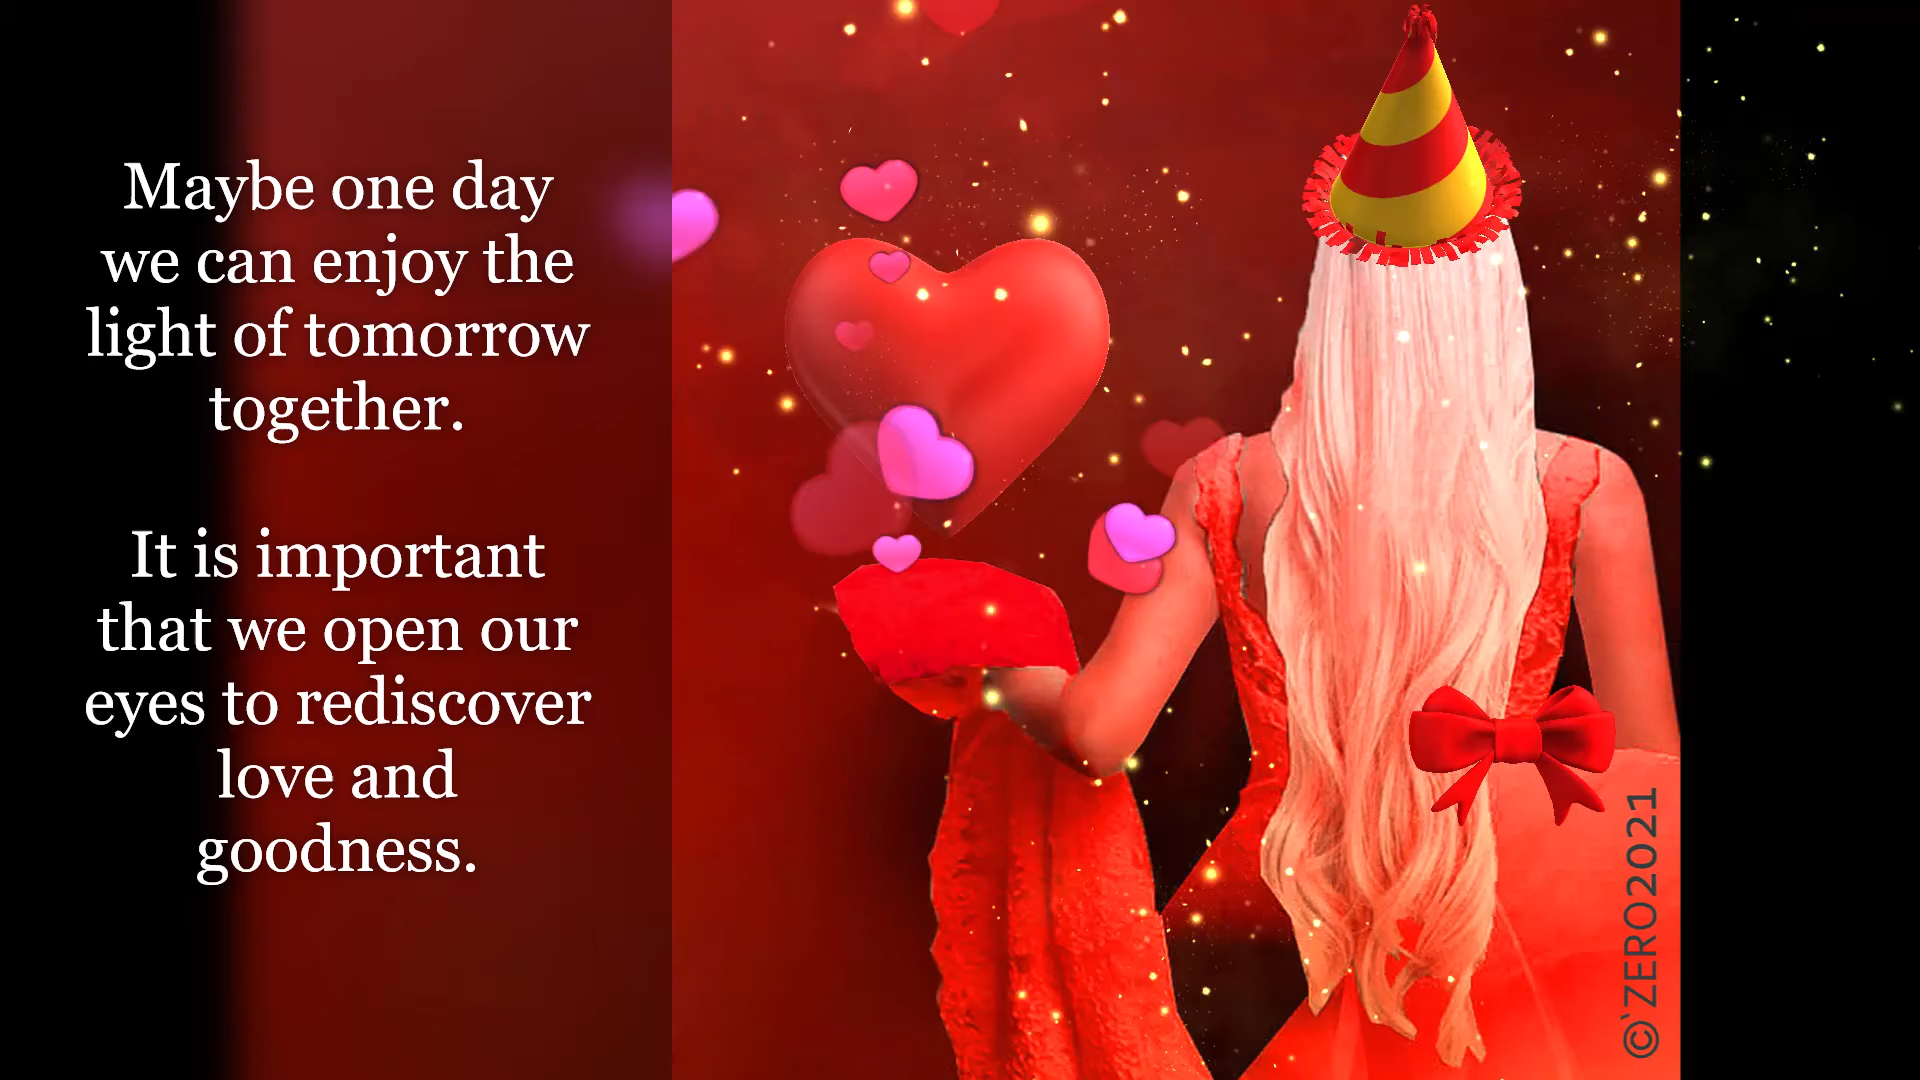 Maybe one day
we can enjoy the
light of tomorrow
together.
It is important
that we open our
eyes to rediscover
love and
goodness.
©`ZERO2021